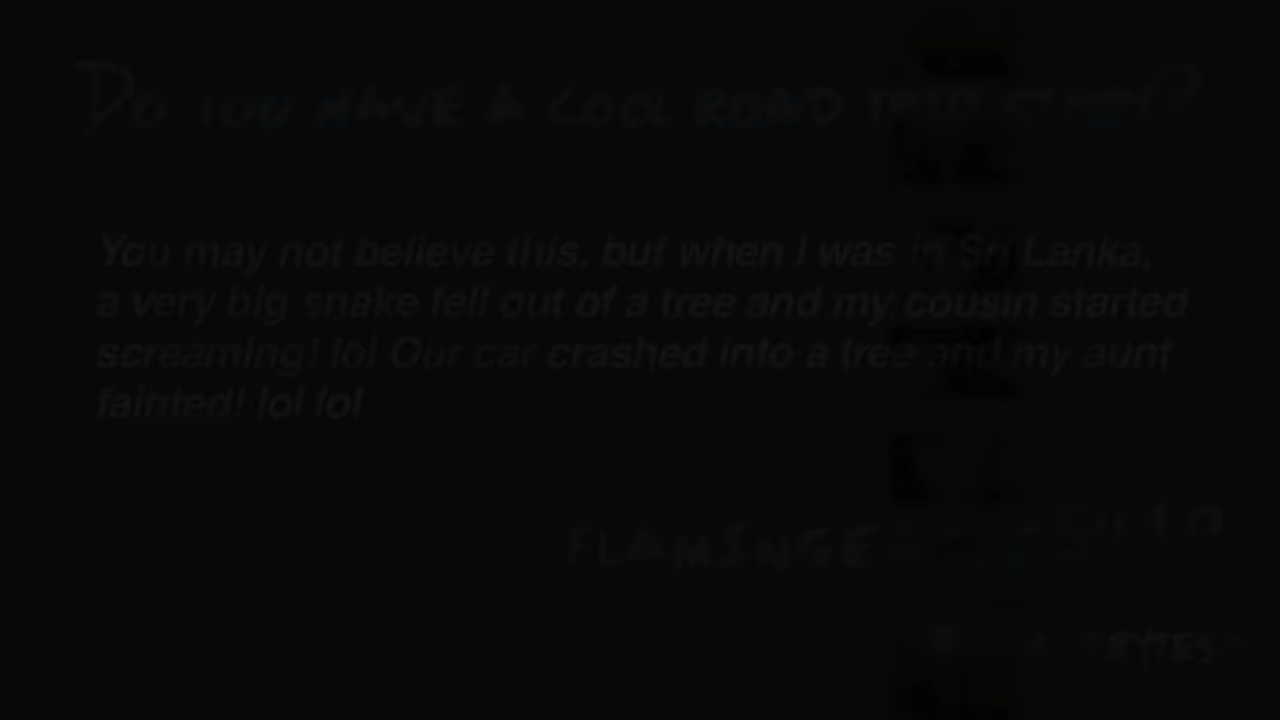 Do you have a cool road trip story?
You may not believe this, but when I was in Sri Lanka,
a very big snake fell out of a tree and my cousin started
screaming! lol Our car crashed into a tree and my aunt
fainted! lol lol